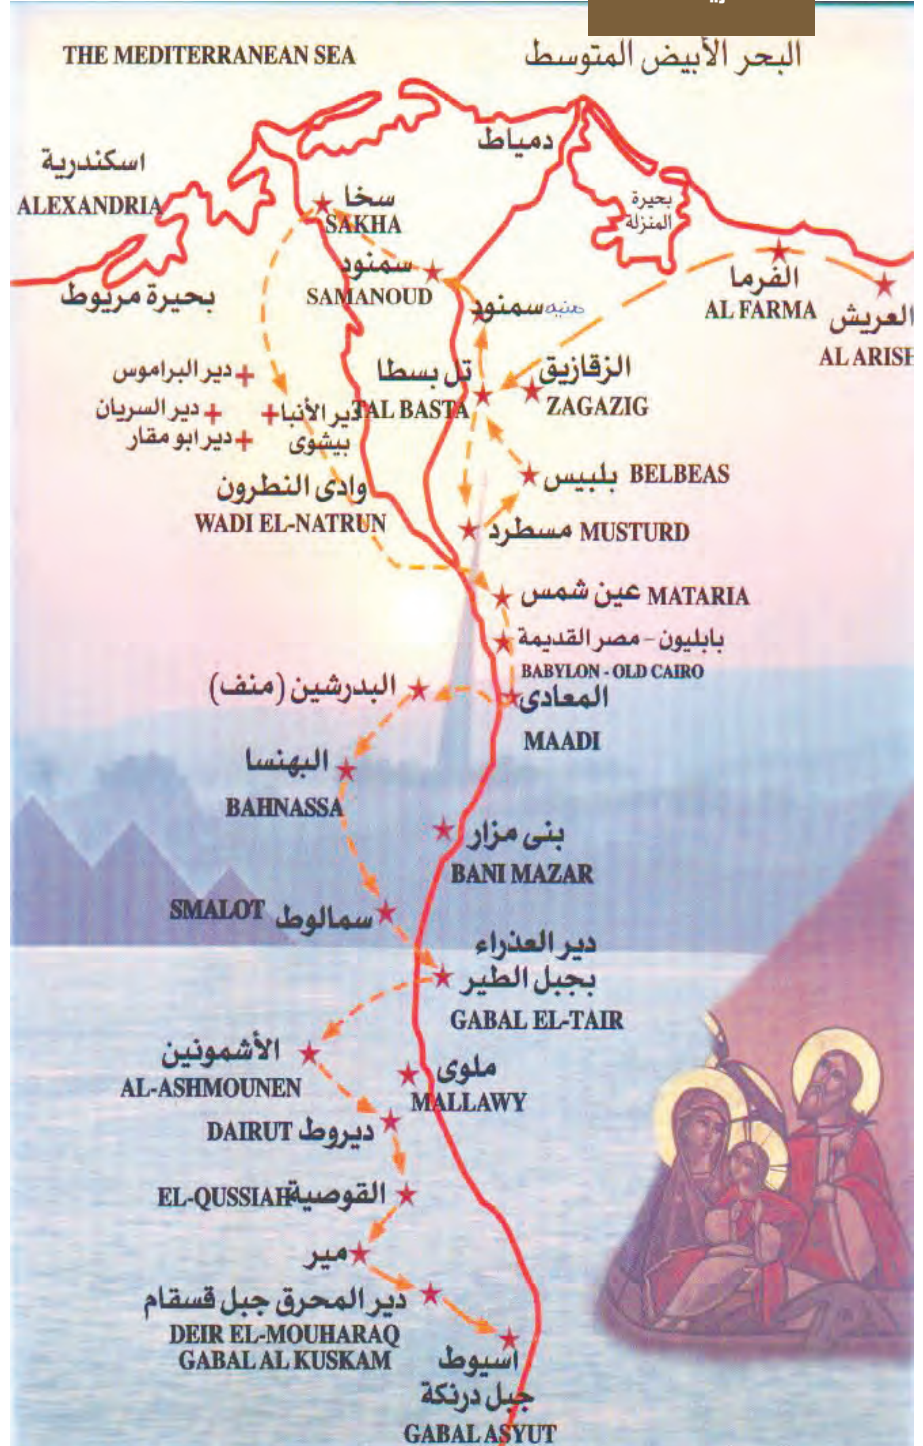 THE MEDITERRANEAN SEA
البحر الأبيض المتوسط
دمياط
اسكندرية
ALEXANDRIA
سخا
SAKHA
بحيرة
المنزلة
سمنود
SAMANOUD
بحيرة مريوط
منيه سمنود
الفرما
AL FARMA
العريش
AL ARISH
دير البراموس
دير السريان
دير الأنبا
بيشوى
دير ابو مقار
تل بسطا
TAL BASTA
الزقازيق
ZAGAZIG
بلبيس BELBEAS
وادى النطرون
WADI EL-NATRUN
مسطرد MUSTURD
عين شمس MATARIA
بابليون - مصر القديمة
BABYLON - OLD CAIRO
البدرشين (منف)
المعادى
MAADI
البهنسا
BAHNASSA
بنى مزار
BANI MAZAR
SMALOT سمالوط
دير العذراء
بجبل الطير
GABAL EL-TAIR
الأشمونين
AL-ASHMOUNEN
ملوى
MALLAWY
DAIRUT ديروط
EL-QUSSIAH القوصية
مير
دير المحرق جبل قسقام
DEIR EL-MOUHARAQ
GABAL AL KUSKAM
اسيوط
جبل درنكة
GABAL ASYUT